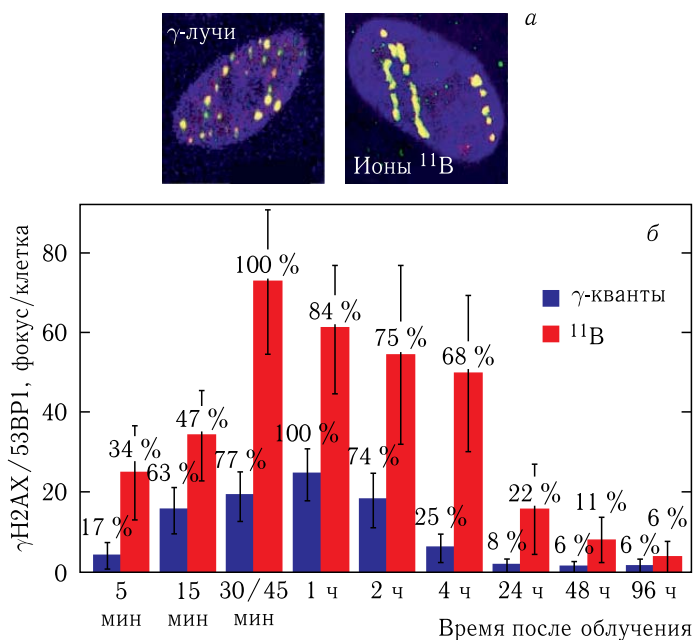 γ-лучи
Ионы ¹¹B
а
б
γH2AX/53BP1, фокус/клетка
80
60
40
20
0
γ-кванты
¹¹B
17 %
34 %
63 %
47 %
77 %
100 %
100 %
84 %
74 %
75 %
25 %
68 %
8 %
22 %
6 %
11 %
6 %
6 %
5 мин
15 мин
30/45 мин
1 ч
2 ч
4 ч
24 ч
48 ч
96 ч
Время после облучения